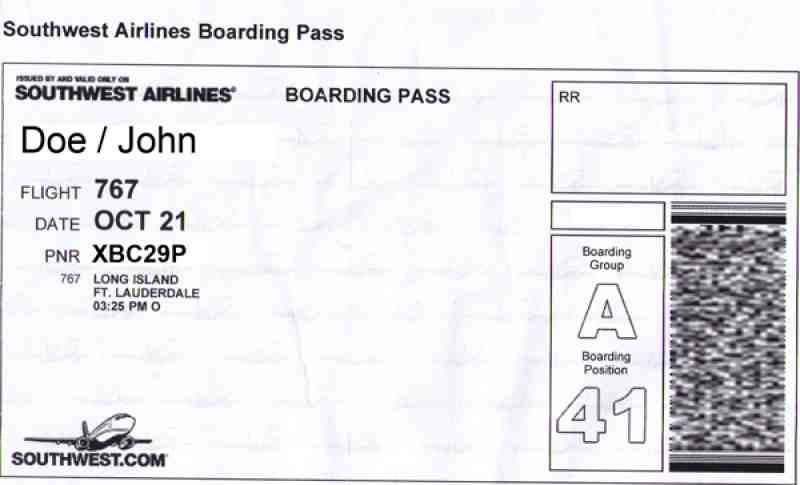 Southwest Airlines Boarding Pass
ISSUED BY AND VALID ONLY ON
SOUTHWEST AIRLINES®
BOARDING PASS
RR
Doe / John
FLIGHT 767
DATE OCT 21
PNR XBC29P
767 LONG ISLAND
FT. LAUDERDALE
03:25 PM O
Boarding
Group
A
Boarding
Position
41
SOUTHWEST.COM®